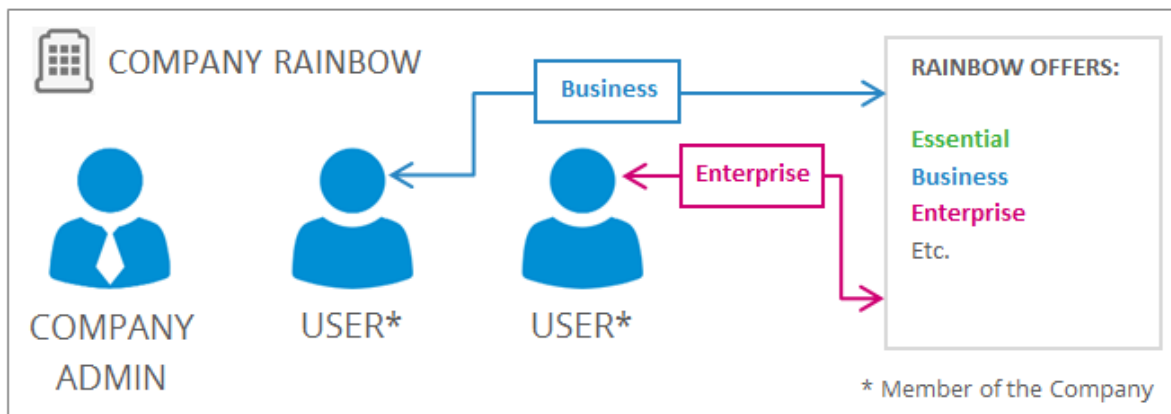 COMPANY RAINBOW
Business
RAINBOW OFFERS:
Essential
Business
Enterprise
Etc.
Enterprise
COMPANY
ADMIN
USER*
USER*
* Member of the Company